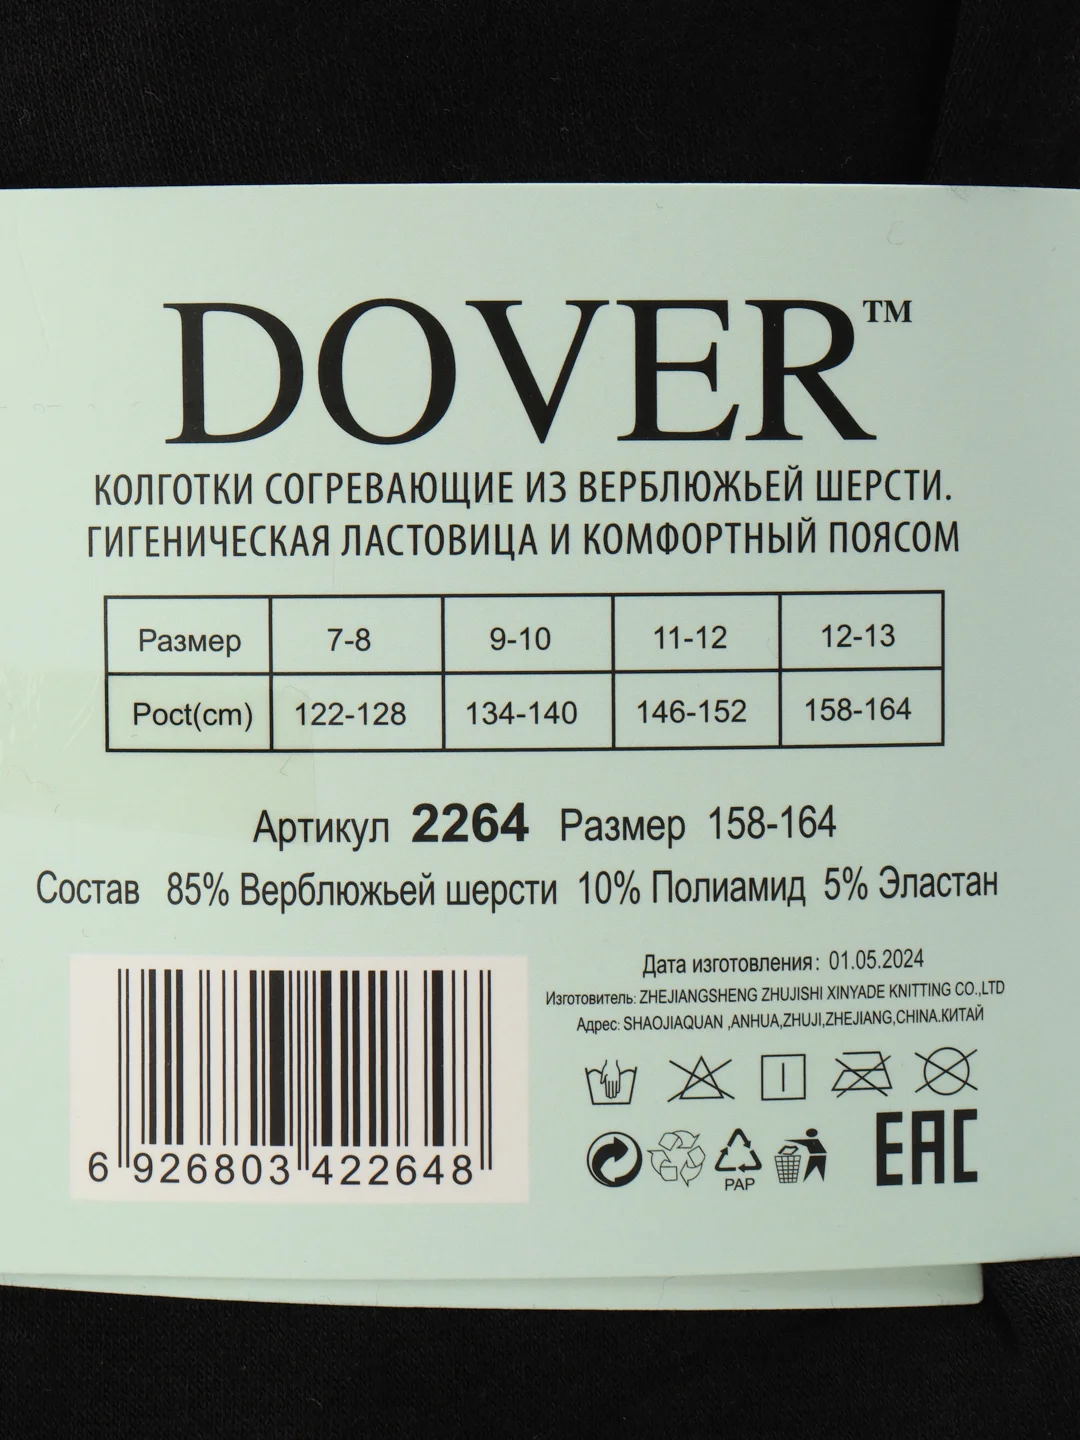 DOVER™
КОЛГОТКИ СОГРЕВАЮЩИЕ ИЗ ВЕРБЛЮЖЬЕЙ ШЕРСТИ.
ГИГЕНИЧЕСКАЯ ЛАСТОВИЦА И КОМФОРТНЫЙ ПОЯСОМ
Размер 7-8 9-10 11-12 12-13
Рост(cm) 122-128 134-140 146-152 158-164
Артикул 2264 Размер 158-164
Состав 85% Верблюжьей шерсти 10% Полиамид 5% Эластан
Дата изготовления: 01.05.2024
Изготовитель: ZHEJIANGSHENG ZHUJISHI XINYADE KNITTING CO.,LTD
Адрес: SHAOJIAQUAN ,ANHUA,ZHUJI,ZHEJIANG,CHINA.КИТАЙ
PAP
EAC
6 926803 422648